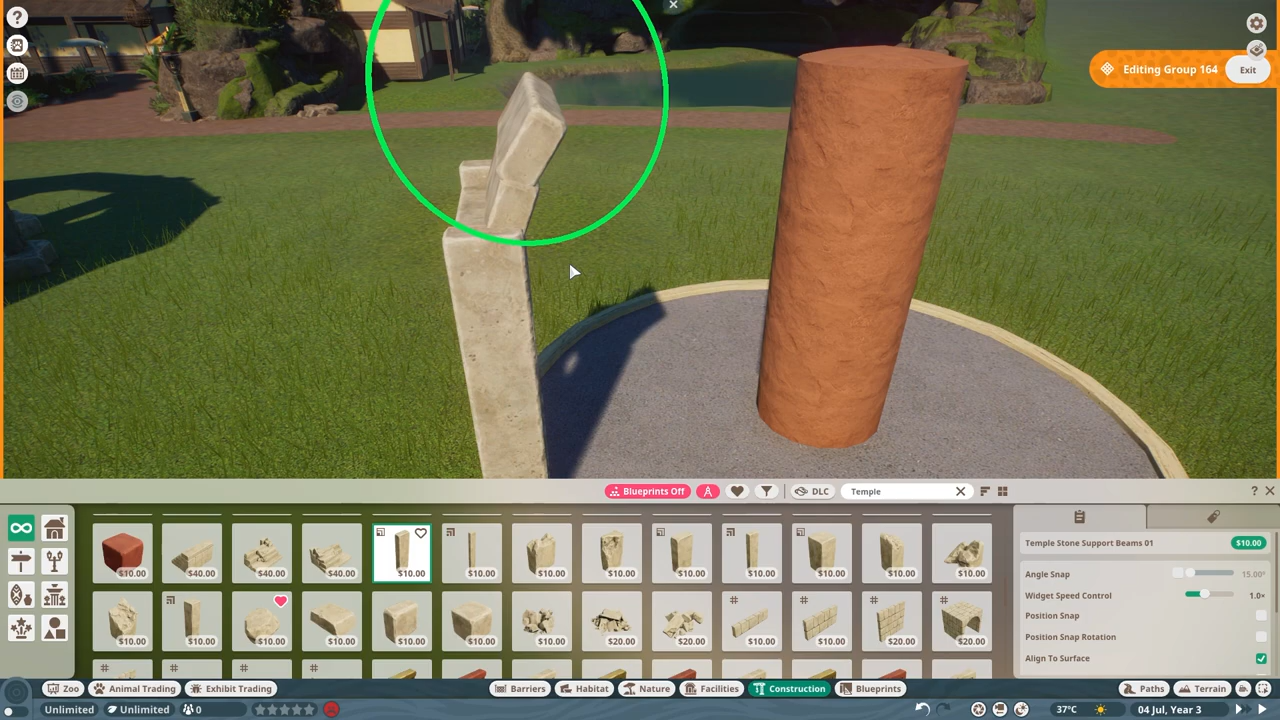 Editing Group 164
Exit
Blueprints Off
DLC
Temple
$10.00 $40.00 $40.00 $40.00 $10.00 $10.00 $10.00 $10.00 $10.00 $10.00 $10.00 $10.00 $10.00
$10.00 $10.00 $10.00 $10.00 $10.00 $10.00 $10.00 $20.00 $20.00 $10.00 $10.00 $20.00 $20.00
Temple Stone Support Beams 01 $10.00
Angle Snap 15.00°
Widget Speed Control 1.0×
Position Snap
Position Snap Rotation
Align To Surface
Zoo Animal Trading Exhibit Trading Barriers Habitat Nature Facilities Construction Blueprints Paths Terrain
Unlimited Unlimited 0 37°C 04 Jul, Year 3